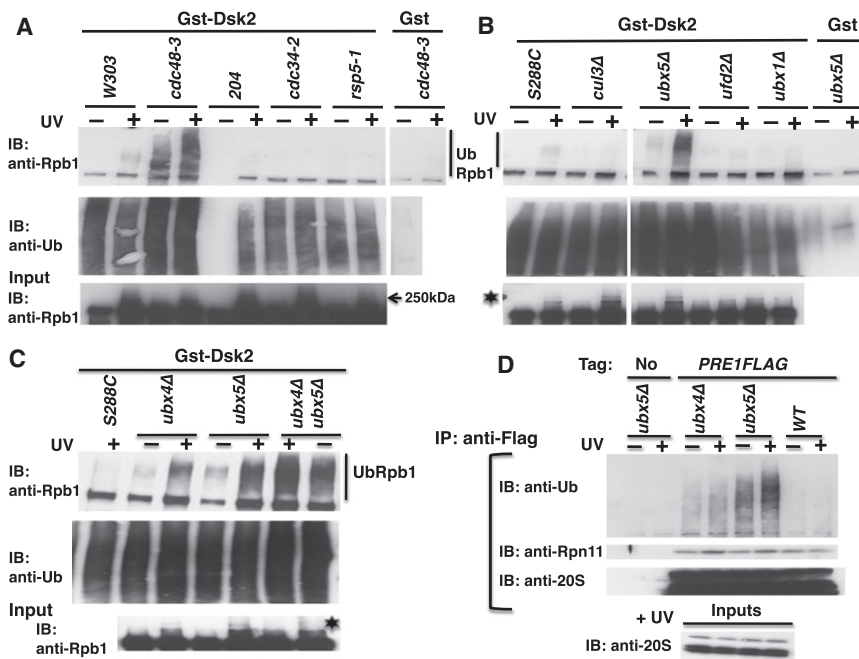 A
Gst-Dsk2
Gst
W303
cdc48-3
204
cdc34-2
rsp5-1
cdc48-3
UV
− + − + − + − + − + − +
IB:
anti-Rpb1
Ub
Rpb1
IB:
anti-Ub
Input
IB:
anti-Rpb1
250kDa
B
Gst-Dsk2
Gst
S288C
cul3Δ
ubx5Δ
ufd2Δ
ubx1Δ
ubx5Δ
UV
− + − + − + − + − + − +
C
Gst-Dsk2
S288C
ubx4Δ
ubx5Δ
ubx4Δ
ubx5Δ
UV
+ − + − + + −
IB:
anti-Rpb1
UbRpb1
IB:
anti-Ub
Input
IB:
anti-Rpb1
D
Tag: No PRE1FLAG
ubx5Δ
ubx4Δ
ubx5Δ
WT
IP: anti-Flag
UV
− + − + − + − +
IB: anti-Ub
IB: anti-Rpn11
IB: anti-20S
+ UV Inputs
IB: anti-20S